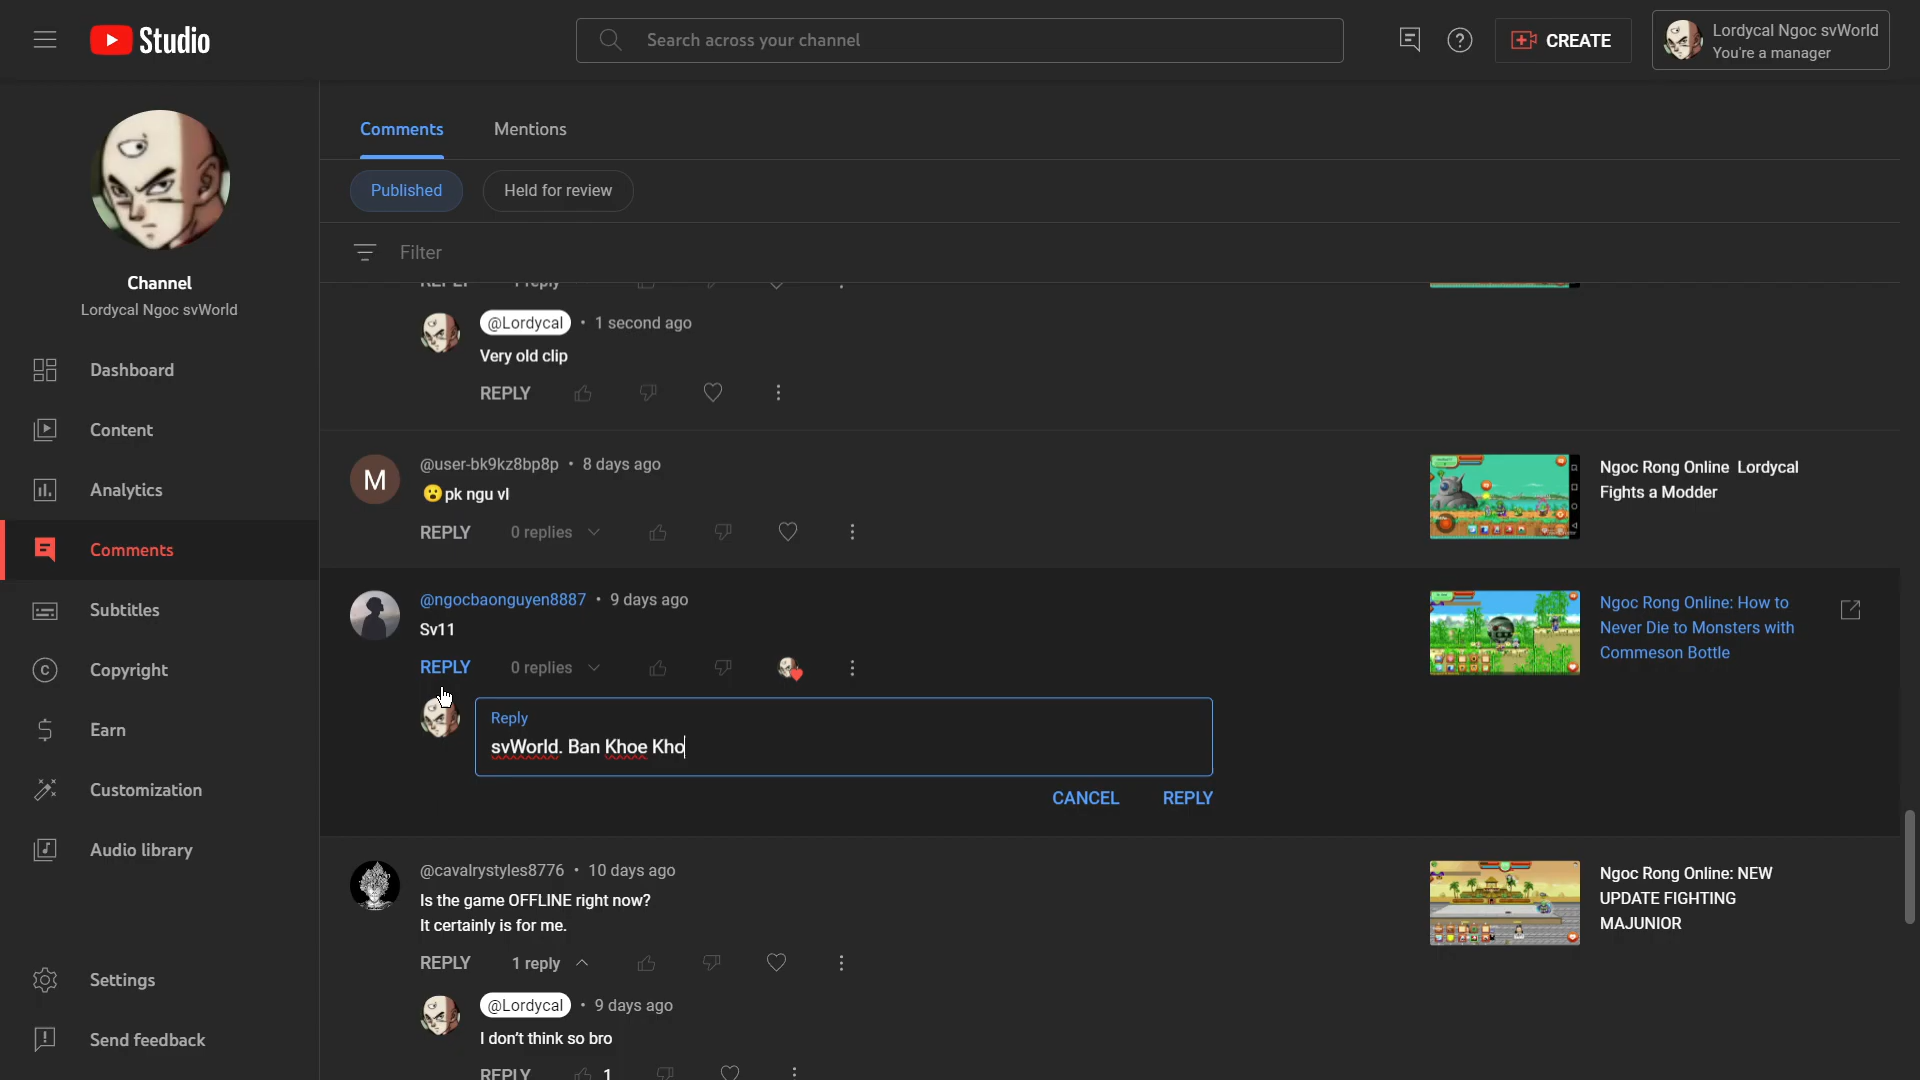 Studio
Search across your channel
CREATE
Lordycal Ngoc svWorld
You're a manager
Channel
Lordycal Ngoc svWorld
Dashboard
Content
Analytics
Comments
Subtitles
Copyright
Earn
Customization
Audio library
Settings
Send feedback
Comments
Mentions
Published
Held for review
Filter
REPLY
1 reply
@Lordycal • 1 second ago
Very old clip
REPLY
M
@user-bk9kz8bp8p • 8 days ago
😮pk ngu vl
REPLY
0 replies
Ngoc Rong Online Lordycal
Fights a Modder
@ngocbaonguyen8887 • 9 days ago
Sv11
REPLY
0 replies
Ngoc Rong Online: How to
Never Die to Monsters with
Commeson Bottle
Reply
svWorld. Ban Khoe Kho
CANCEL
REPLY
@cavalrystyles8776 • 10 days ago
Is the game OFFLINE right now?
It certainly is for me.
REPLY
1 reply
Ngoc Rong Online: NEW
UPDATE FIGHTING
MAJUNIOR
@Lordycal • 9 days ago
I don't think so bro
REPLY
1